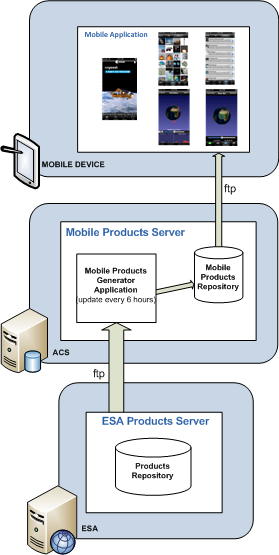 Mobile Application
MOBILE DEVICE
ftp
Mobile Products Server
Mobile Products
Generator
Application
(update every 6 hours)
Mobile
Products
Repository
ACS
ftp
ESA Products Server
Products
Repository
ESA